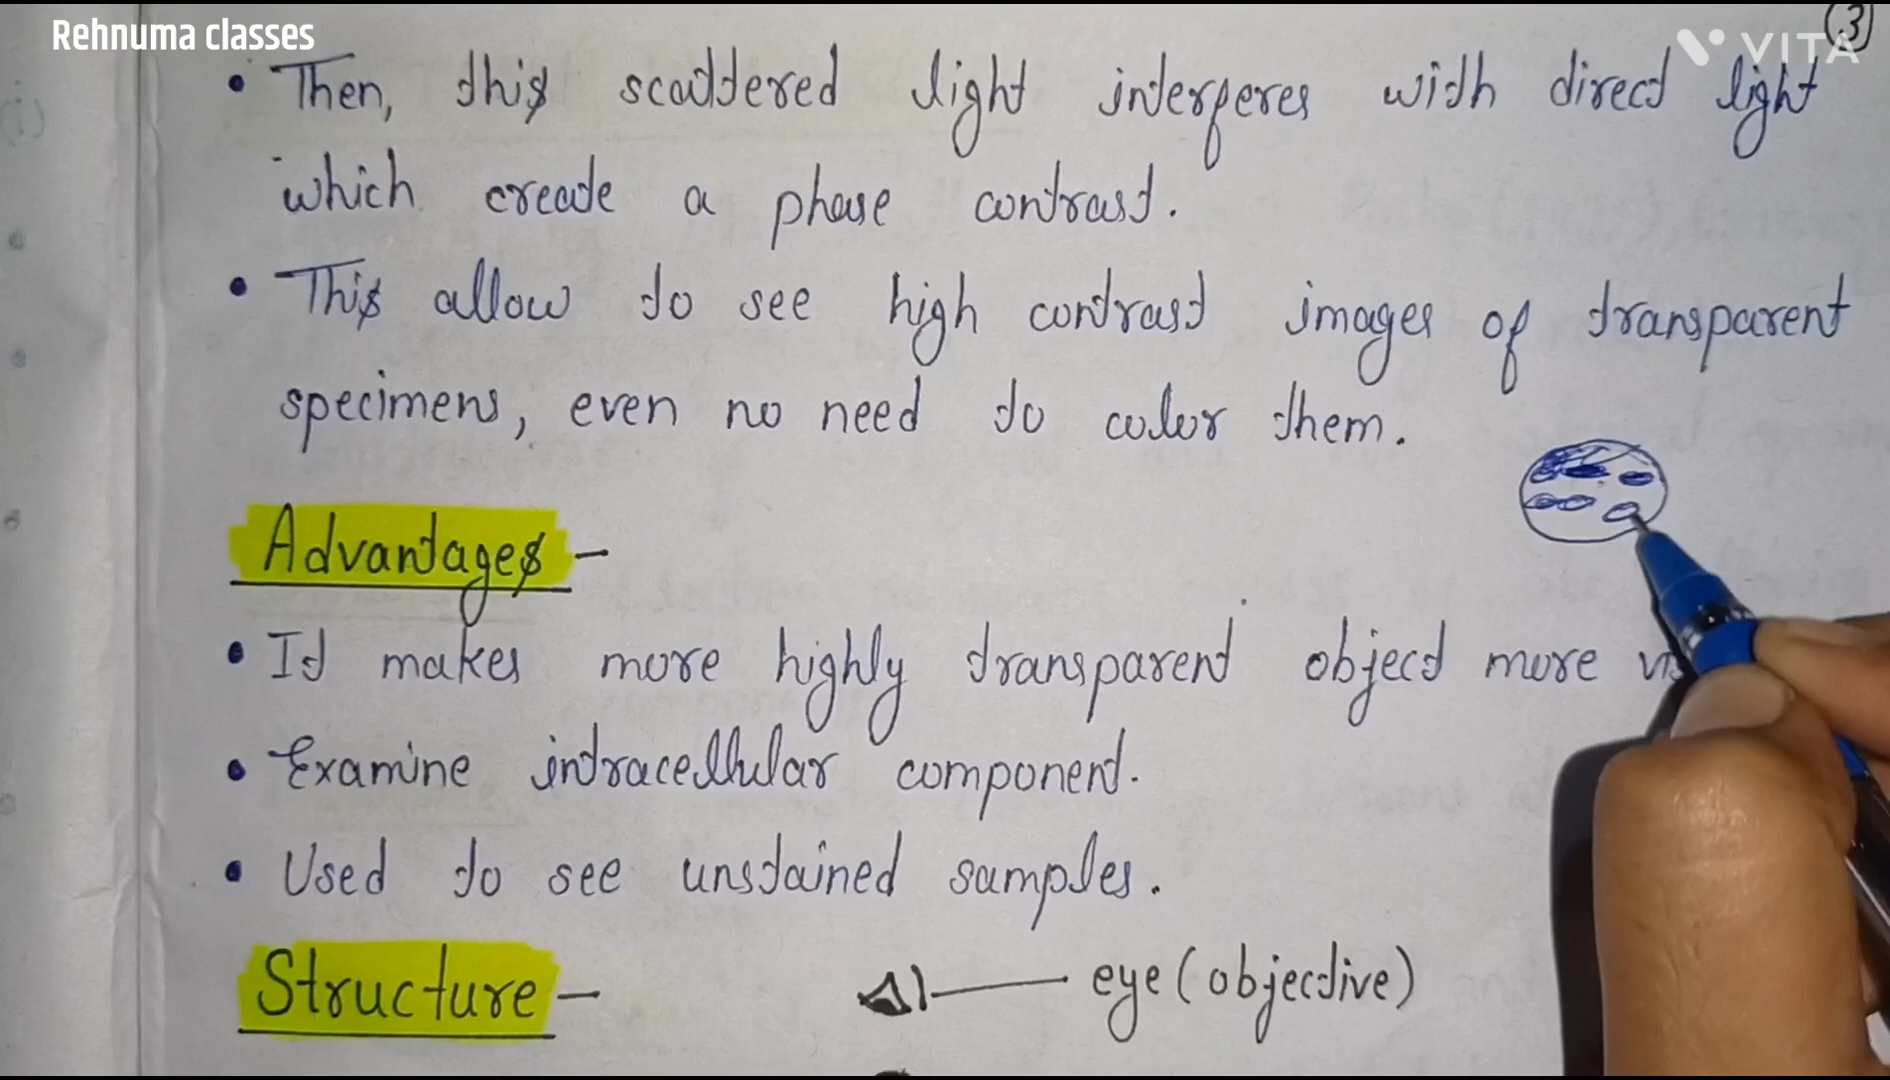 Rehnuma classes
3
VITA
• Then, this scattered light interferes with direct light
which create a phase contrast.
• This allow to see high contrast images of transparent
specimens, even no need to color them.
Advantages -
• It makes more highly transparent object more
• Examine intracellular component.
• Used to see unstained samples.
Structure - eye (objective)